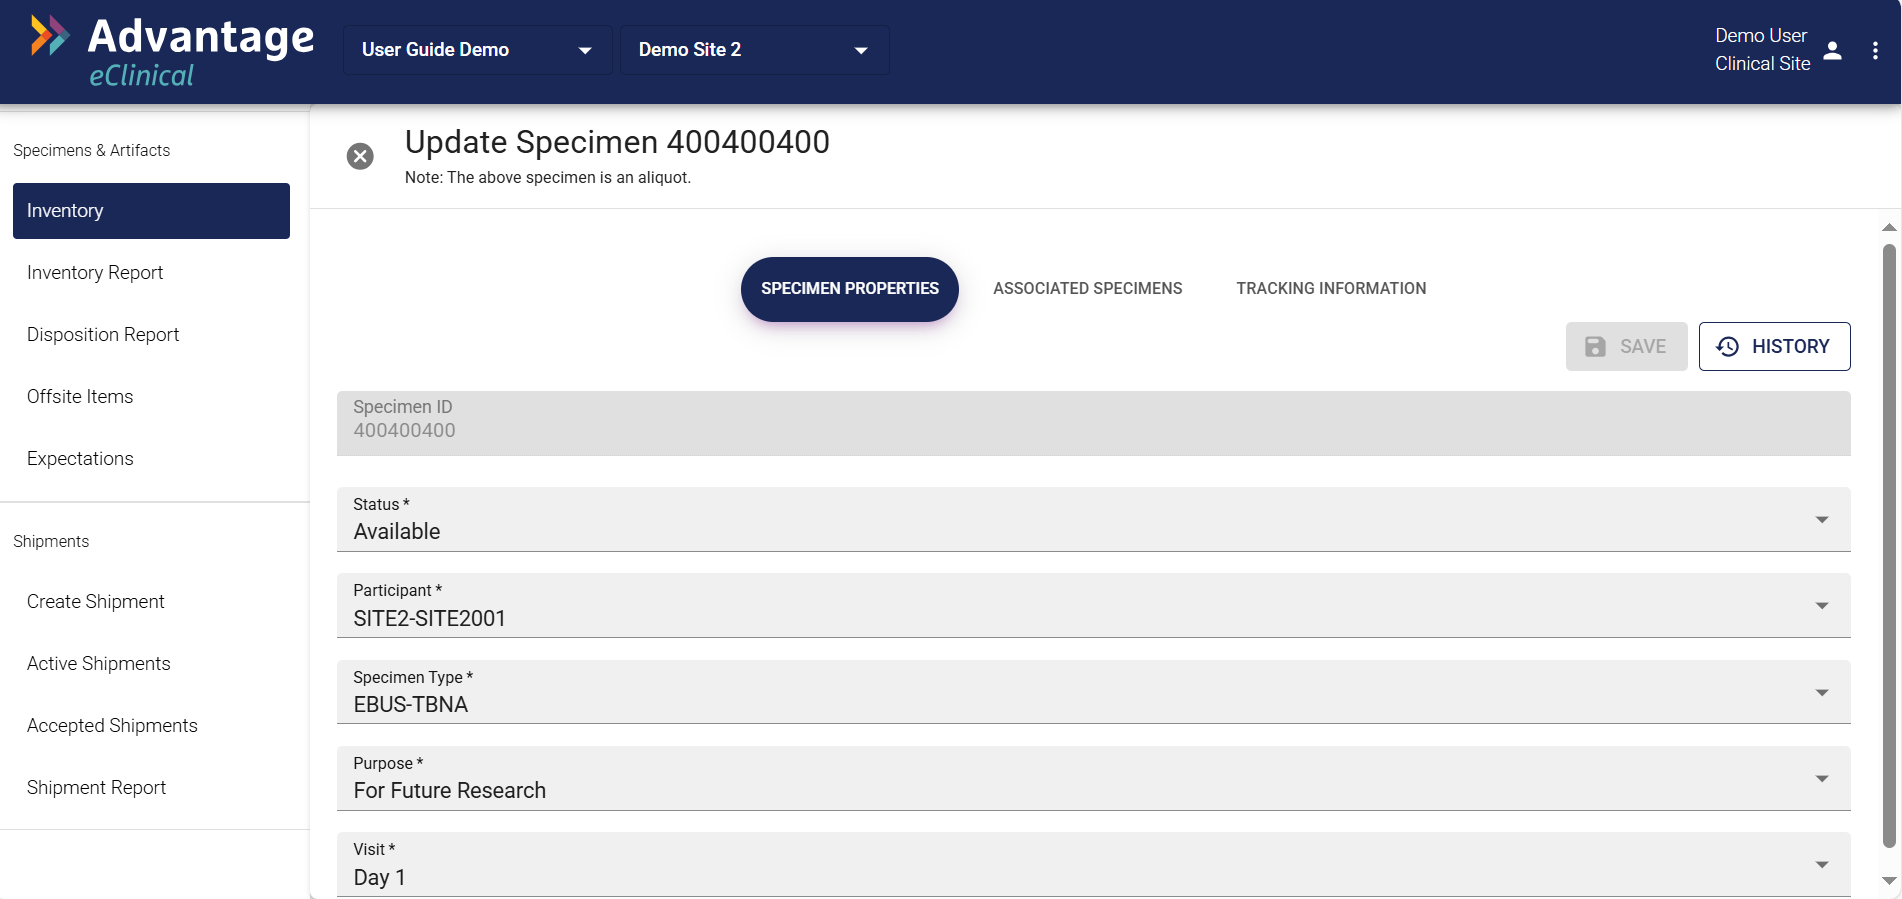 Advantage
eClinical
User Guide Demo
Demo Site 2
Demo User
Clinical Site
Specimens & Artifacts
Inventory
Inventory Report
Disposition Report
Offsite Items
Expectations
Shipments
Create Shipment
Active Shipments
Accepted Shipments
Shipment Report
Update Specimen 400400400
Note: The above specimen is an aliquot.
SPECIMEN PROPERTIES
ASSOCIATED SPECIMENS
TRACKING INFORMATION
SAVE
HISTORY
Specimen ID
400400400
Status *
Available
Participant *
SITE2-SITE2001
Specimen Type *
EBUS-TBNA
Purpose *
For Future Research
Visit *
Day 1